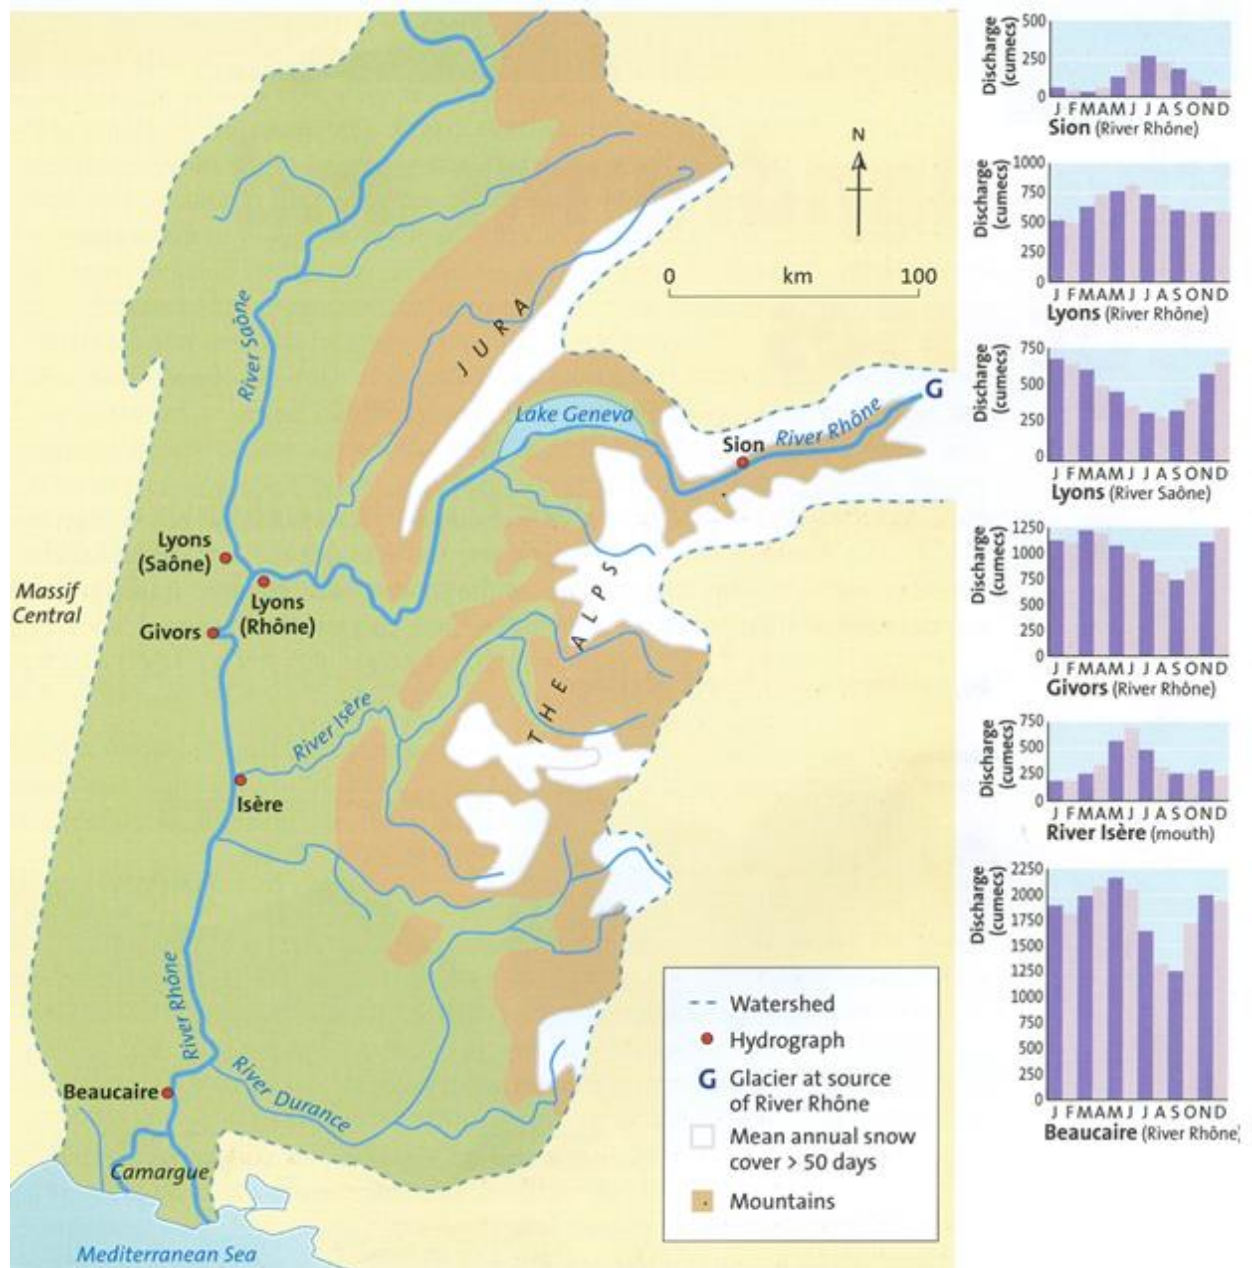 N
0 km 100
JURA
Lake Geneva
G
Sion
River Rhône
River Saône
Lyons
(Saône)
Lyons
(Rhône)
Massif
Central
Givors
THE ALPS
River Isère
Isère
River Rhône
River Durance
Beaucaire
Camargue
Mediterranean Sea
Watershed
Hydrograph
G Glacier at source
of River Rhône
Mean annual snow
cover > 50 days
Mountains
Discharge
(cumecs)
500
250
0
J F M A M J J A S O N D
Sion (River Rhône)
Discharge
(cumecs)
1000
750
500
250
0
J F M A M J J A S O N D
Lyons (River Rhône)
Discharge
(cumecs)
750
500
250
0
J F M A M J J A S O N D
Lyons (River Saône)
Discharge
(cumecs)
1250
1000
750
500
250
0
J F M A M J J A S O N D
Givors (River Rhône)
Discharge
(cumecs)
750
500
250
0
J F M A M J J A S O N D
River Isère (mouth)
Discharge
(cumecs)
2250
2000
1750
1500
1250
1000
750
500
250
0
J F M A M J J A S O N D
Beaucaire (River Rhône)